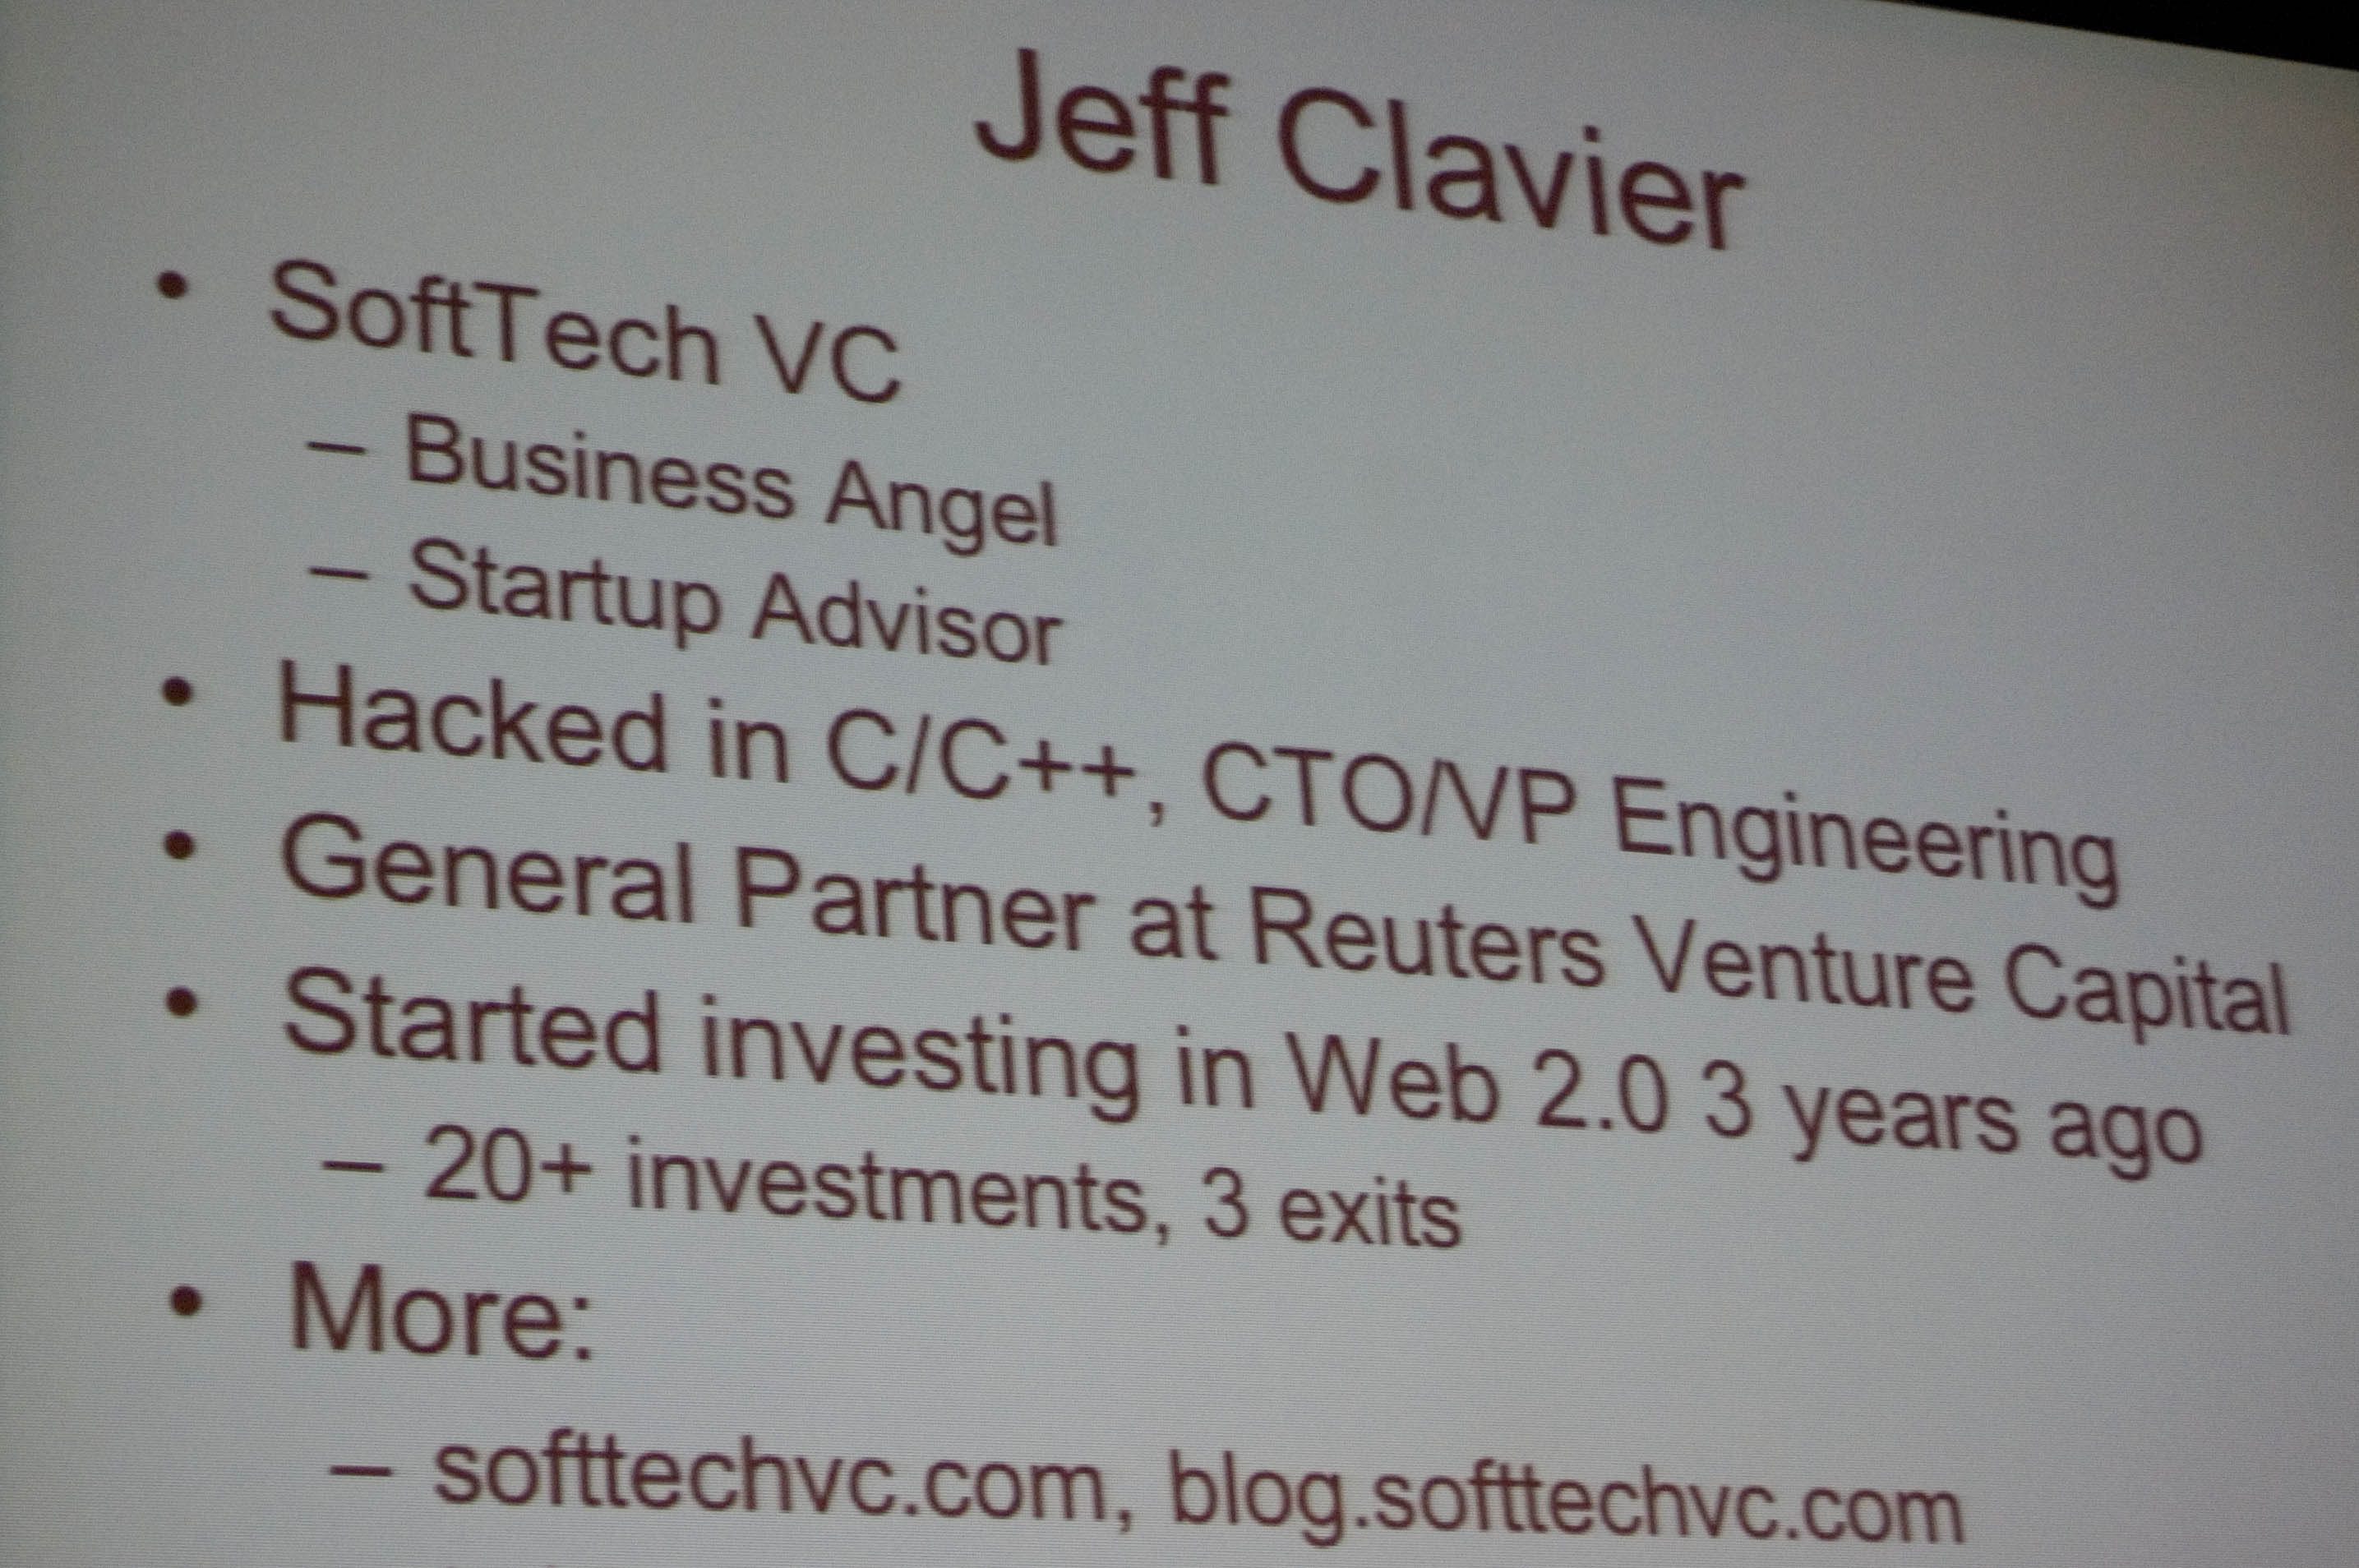 Jeff Clavier
• SoftTech VC
– Business Angel
– Startup Advisor
• Hacked in C/C++, CTO/VP Engineering
• General Partner at Reuters Venture Capital
• Started investing in Web 2.0 3 years ago
– 20+ investments, 3 exits
• More:
– softtechvc.com, blog.softtechvc.com